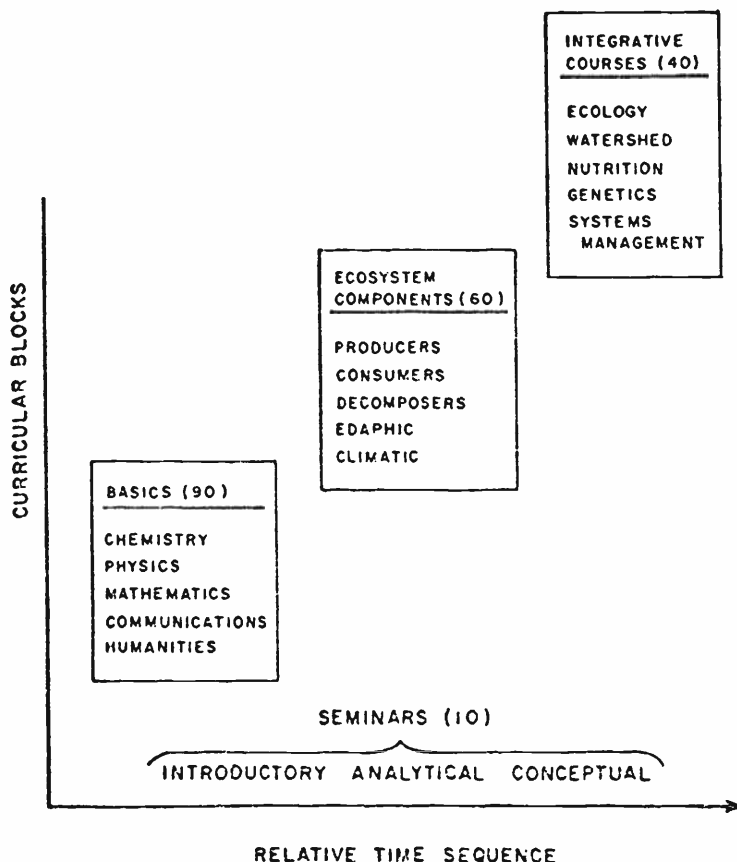 INTEGRATIVE
COURSES (40)
ECOLOGY
WATERSHED
NUTRITION
GENETICS
SYSTEMS
MANAGEMENT
ECOSYSTEM
COMPONENTS (60)
PRODUCERS
CONSUMERS
DECOMPOSERS
EDAPHIC
CLIMATIC
BASICS (90)
CHEMISTRY
PHYSICS
MATHEMATICS
COMMUNICATIONS
HUMANITIES
CURRICULAR BLOCKS
SEMINARS (10)
INTRODUCTORY ANALYTICAL CONCEPTUAL
RELATIVE TIME SEQUENCE